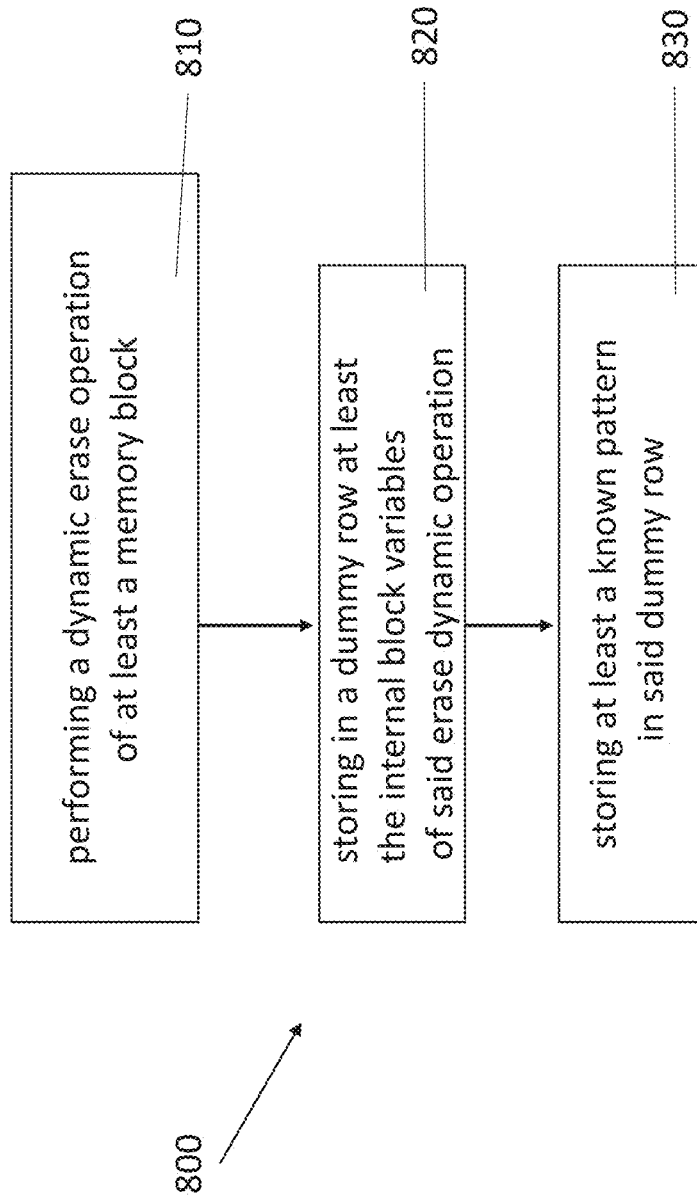 800
performing a dynamic erase operation
of at least a memory block
810
storing in a dummy row at least
the internal block variables
of said erase dynamic operation
820
storing at least a known pattern
in said dummy row
830